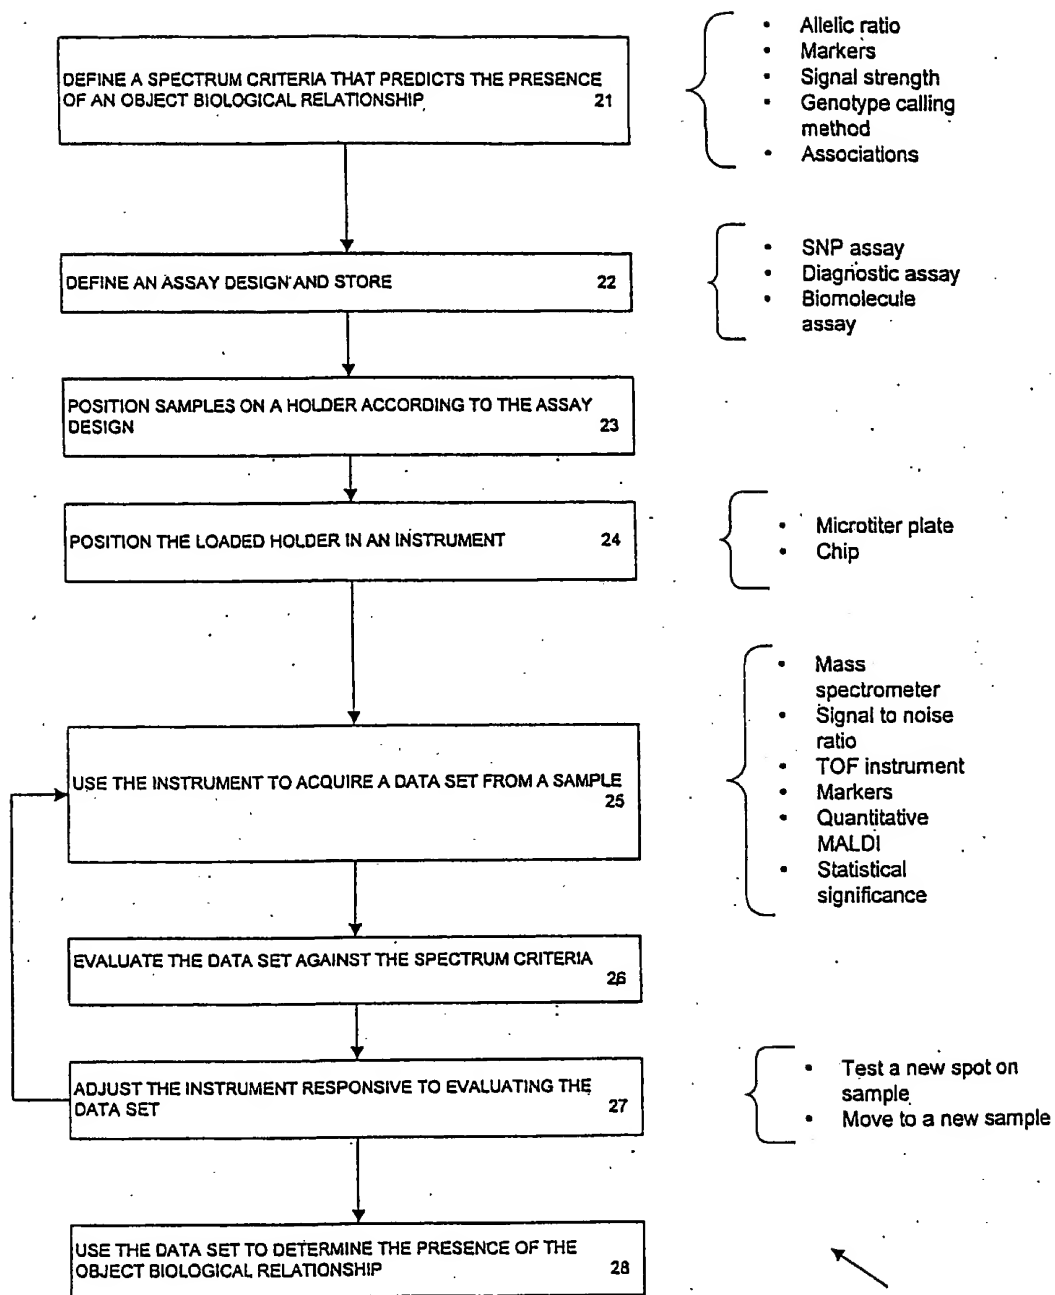 DEFINE A SPECTRUM CRITERIA THAT PREDICTS THE PRESENCE
OF AN OBJECT BIOLOGICAL RELATIONSHIP. 21
• Allelic ratio
• Markers
• Signal strength
• Genotype calling
method
• Associations
DEFINE AN ASSAY DESIGN AND STORE 22
• SNP assay
• Diagnostic assay
• Biomolecule
assay
POSITION SAMPLES ON A HOLDER ACCORDING TO THE ASSAY
DESIGN 23
POSITION THE LOADED HOLDER IN AN INSTRUMENT 24
• Microtiter plate
• Chip
USE THE INSTRUMENT TO ACQUIRE A DATA SET FROM A SAMPLE
25
• Mass
spectrometer
• Signal to noise
ratio
• TOF instrument
• Markers
• Quantitative
MALDI
• Statistical
significance
EVALUATE THE DATA SET AGAINST THE SPECTRUM CRITERIA
26
ADJUST THE INSTRUMENT RESPONSIVE TO EVALUATING THE
DATA SET 27
• Test a new spot on
sample
• Move to a new sample
USE THE DATA SET TO DETERMINE THE PRESENCE OF THE
OBJECT BIOLOGICAL RELATIONSHIP 28